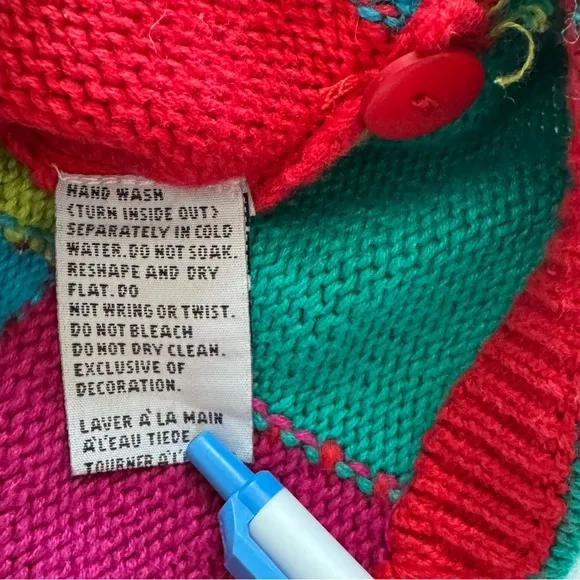 HAND WASH
(TURN INSIDE OUT)
SEPARATELY IN COLD
WATER. DO NOT SOAK.
RESHAPE AND DRY
FLAT. DO
NOT WRING OR TWIST.
DO NOT BLEACH
DO NOT DRY CLEAN.
EXCLUSIVE OF
DECORATION.
LAVER À LA MAIN
À L'EAU TIEDE
TOURNER À